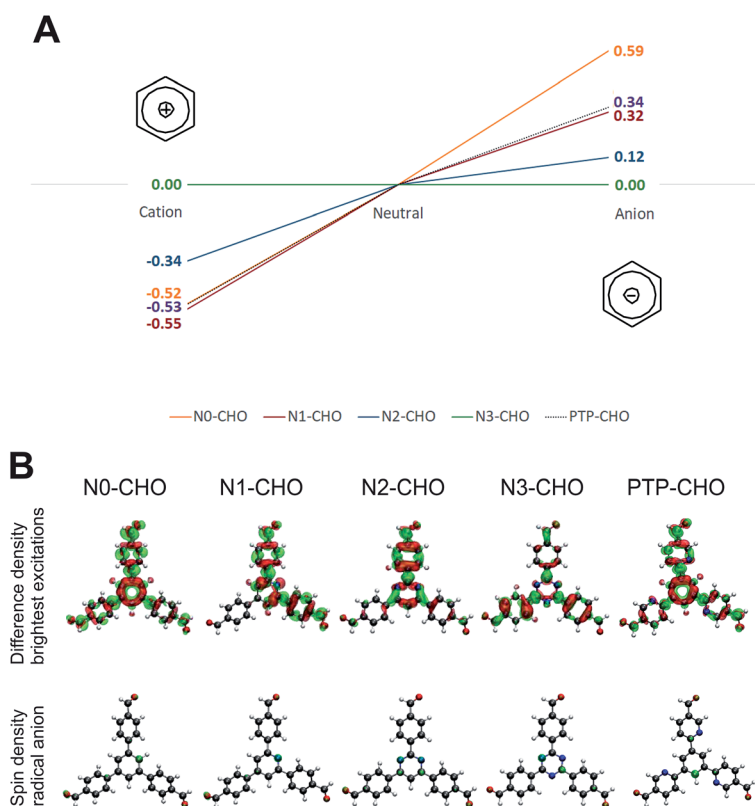 A
0.59
0.34
0.32
0.12
0.00
0.00
Cation
Neutral
Anion
-0.34
-0.52
-0.53
-0.55
N0-CHO
N1-CHO
N2-CHO
N3-CHO
PTP-CHO
B
N0-CHO
N1-CHO
N2-CHO
N3-CHO
PTP-CHO
Difference density
brightest excitations
Spin density
radical anion